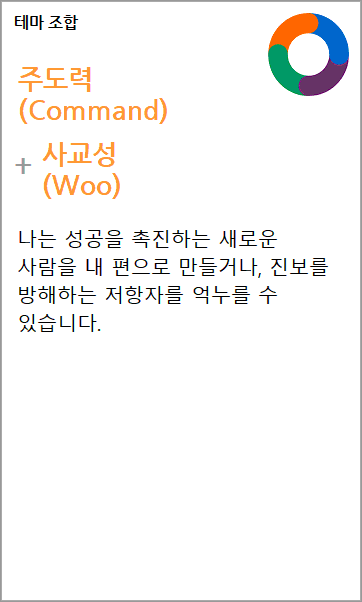 테마 조합
주도력
(Command)
+ 사교성
(Woo)
나는 성공을 촉진하는 새로운
사람을 내 편으로 만들거나, 진보를
방해하는 저항자를 억누를 수
있습니다.